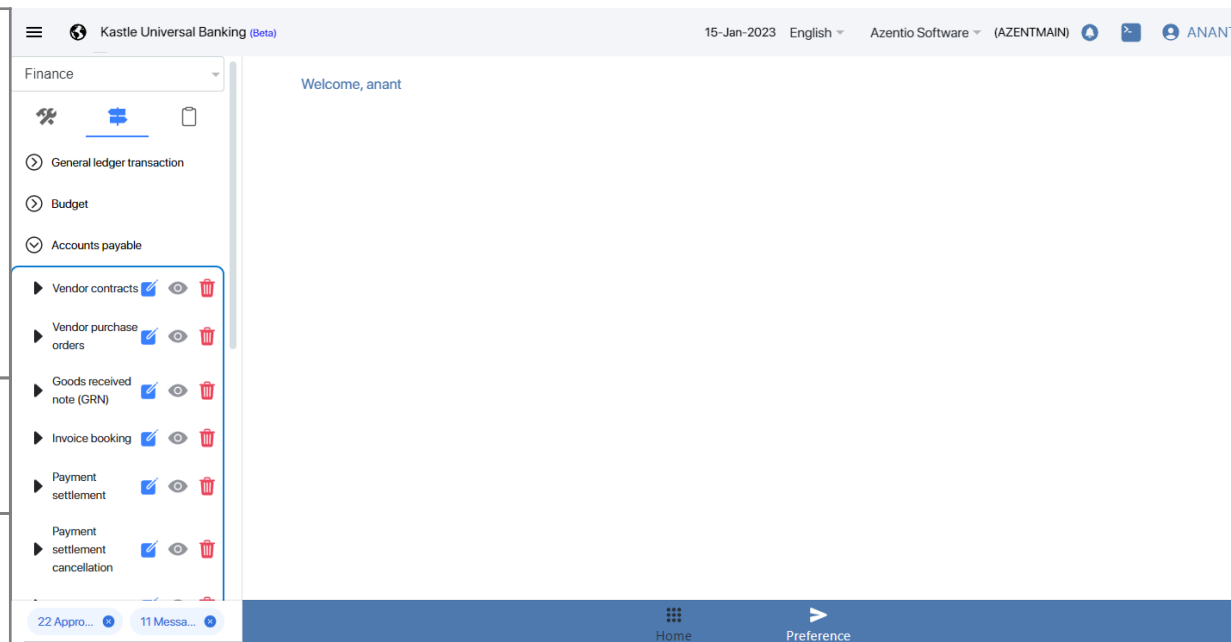 Kastle Universal Banking (Beta)
15-Jan-2023 English Azentio Software (AZENTMAIN) ANANT
Finance
Welcome, anant
General ledger transaction
Budget
Accounts payable
Vendor contracts
Vendor purchase
orders
Goods received
note (GRN)
Invoice booking
Payment
settlement
Payment
settlement
cancellation
22 Appro...
11 Messa...
Home
Preference